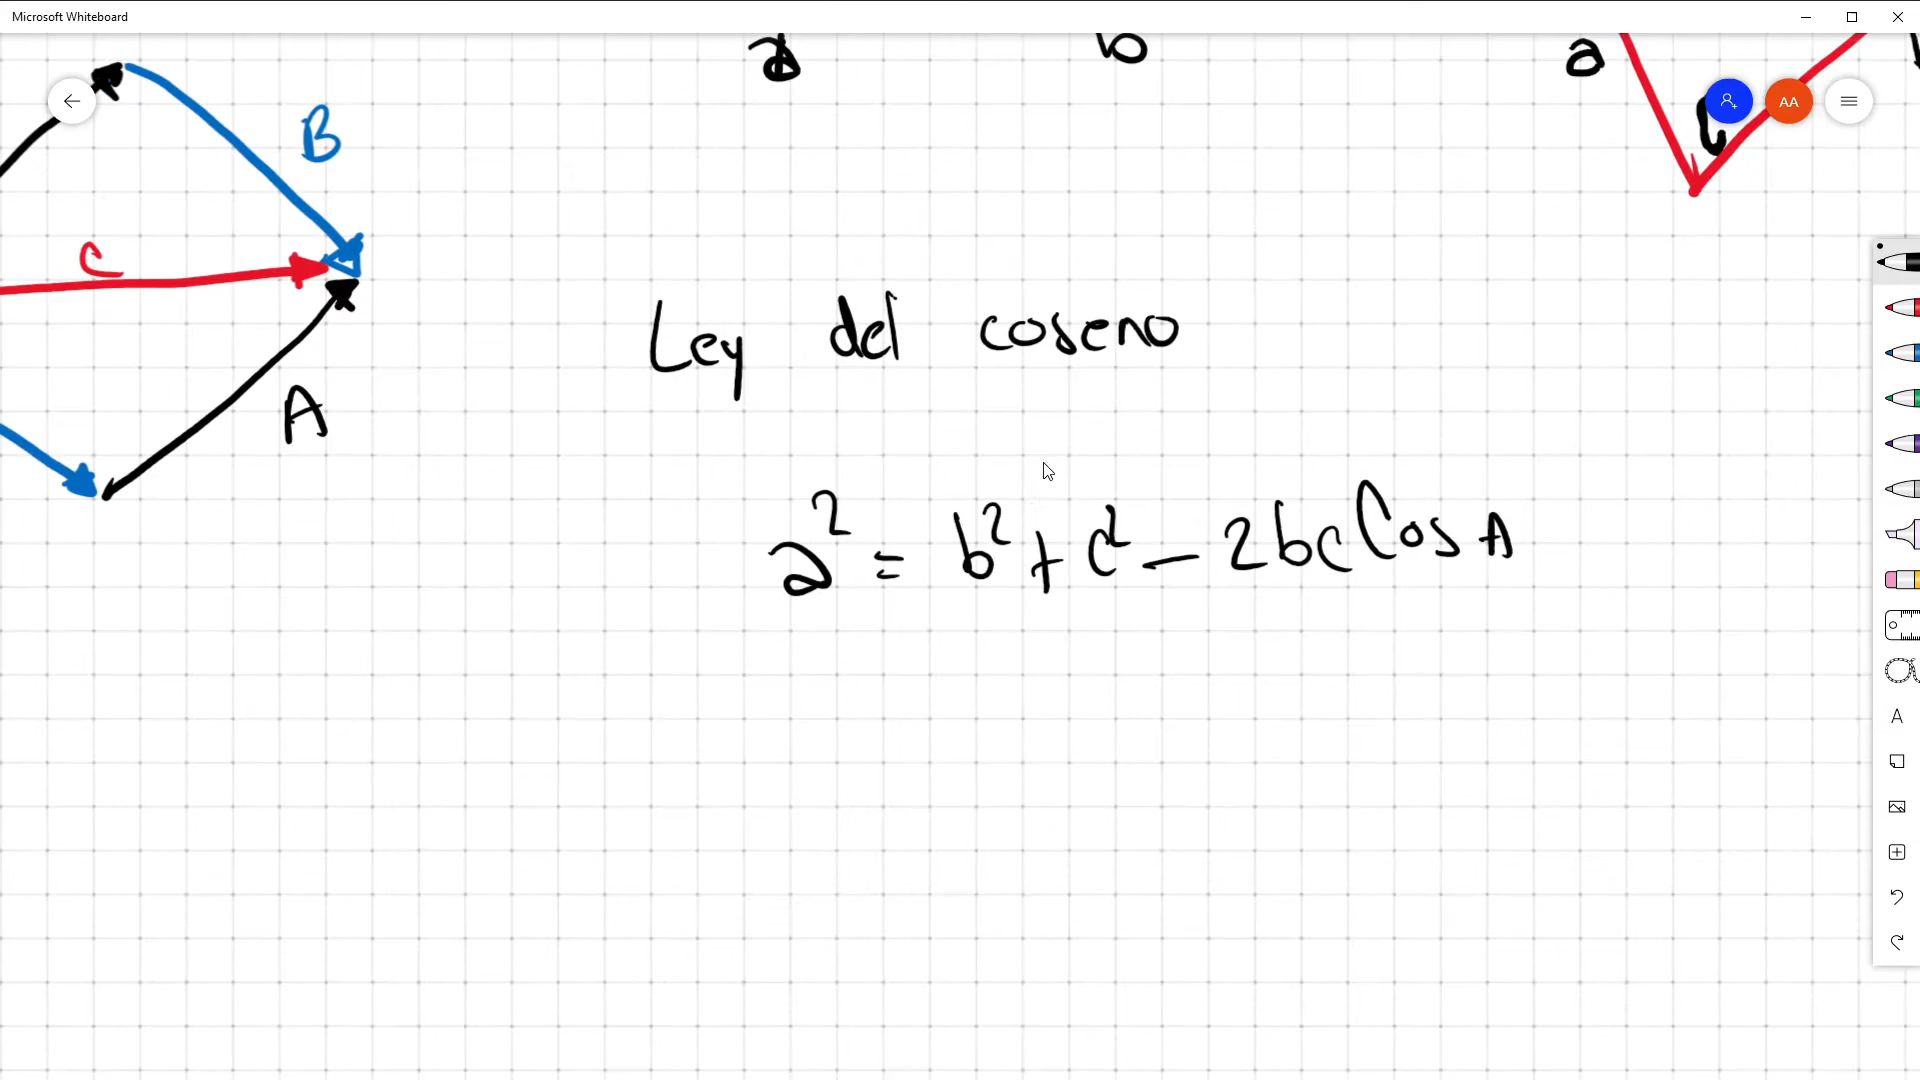 Microsoft Whiteboard
a b a
B
AA
C
C
Ley del coseno
A
a² = b² + c² – 2bc Cos A
A